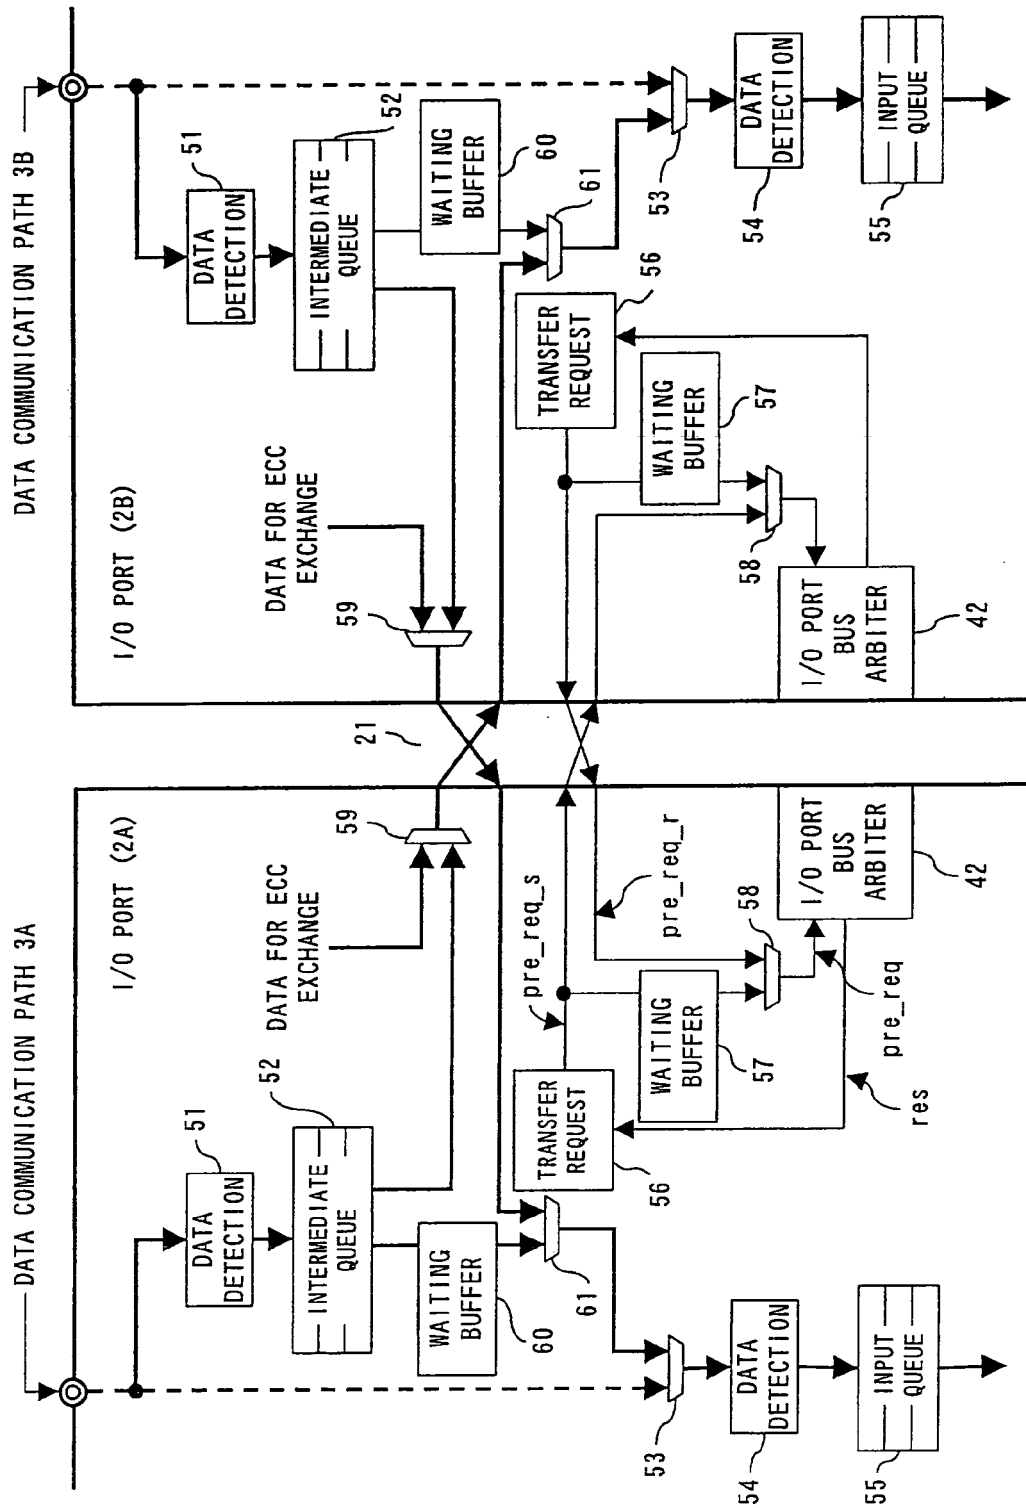 DATA COMMUNICATION PATH 3A
DATA COMMUNICATION PATH 3B
I/O PORT (2A)
51
DATA
DETECTION
52
INTERMEDIATE
QUEUE
DATA FOR ECC
EXCHANGE
59
WAITING
BUFFER
60
61
21
pre_req_s
TRANSFER
REQUEST
56
pre_req_r
WAITING
BUFFER
57
58
I/O PORT
BUS
ARBITER
42
pre_req
res
53
DATA
DETECTION
54
INPUT
QUEUE
55
I/O PORT (2B)
51
DATA
DETECTION
52
INTERMEDIATE
QUEUE
DATA FOR ECC
EXCHANGE
59
WAITING
BUFFER
60
61
TRANSFER
REQUEST
56
WAITING
BUFFER
57
58
I/O PORT
BUS
ARBITER
42
53
DATA
DETECTION
54
INPUT
QUEUE
55